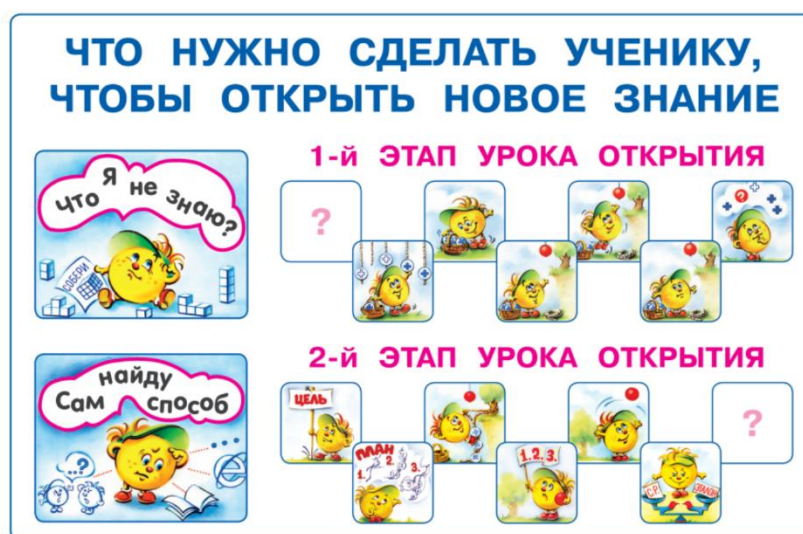 ЧТО НУЖНО СДЕЛАТЬ УЧЕНИКУ,
ЧТОБЫ ОТКРЫТЬ НОВОЕ ЗНАНИЕ
Что Я не знаю?
СОБЕРИ
1-й ЭТАП УРОКА ОТКРЫТИЯ
?
?
Сам найду способ
..?
2-й ЭТАП УРОКА ОТКРЫТИЯ
ЦЕЛЬ
ПЛАН
1. 2. 3.
1.2.3.
С.Р. ЭТАЛОН
?